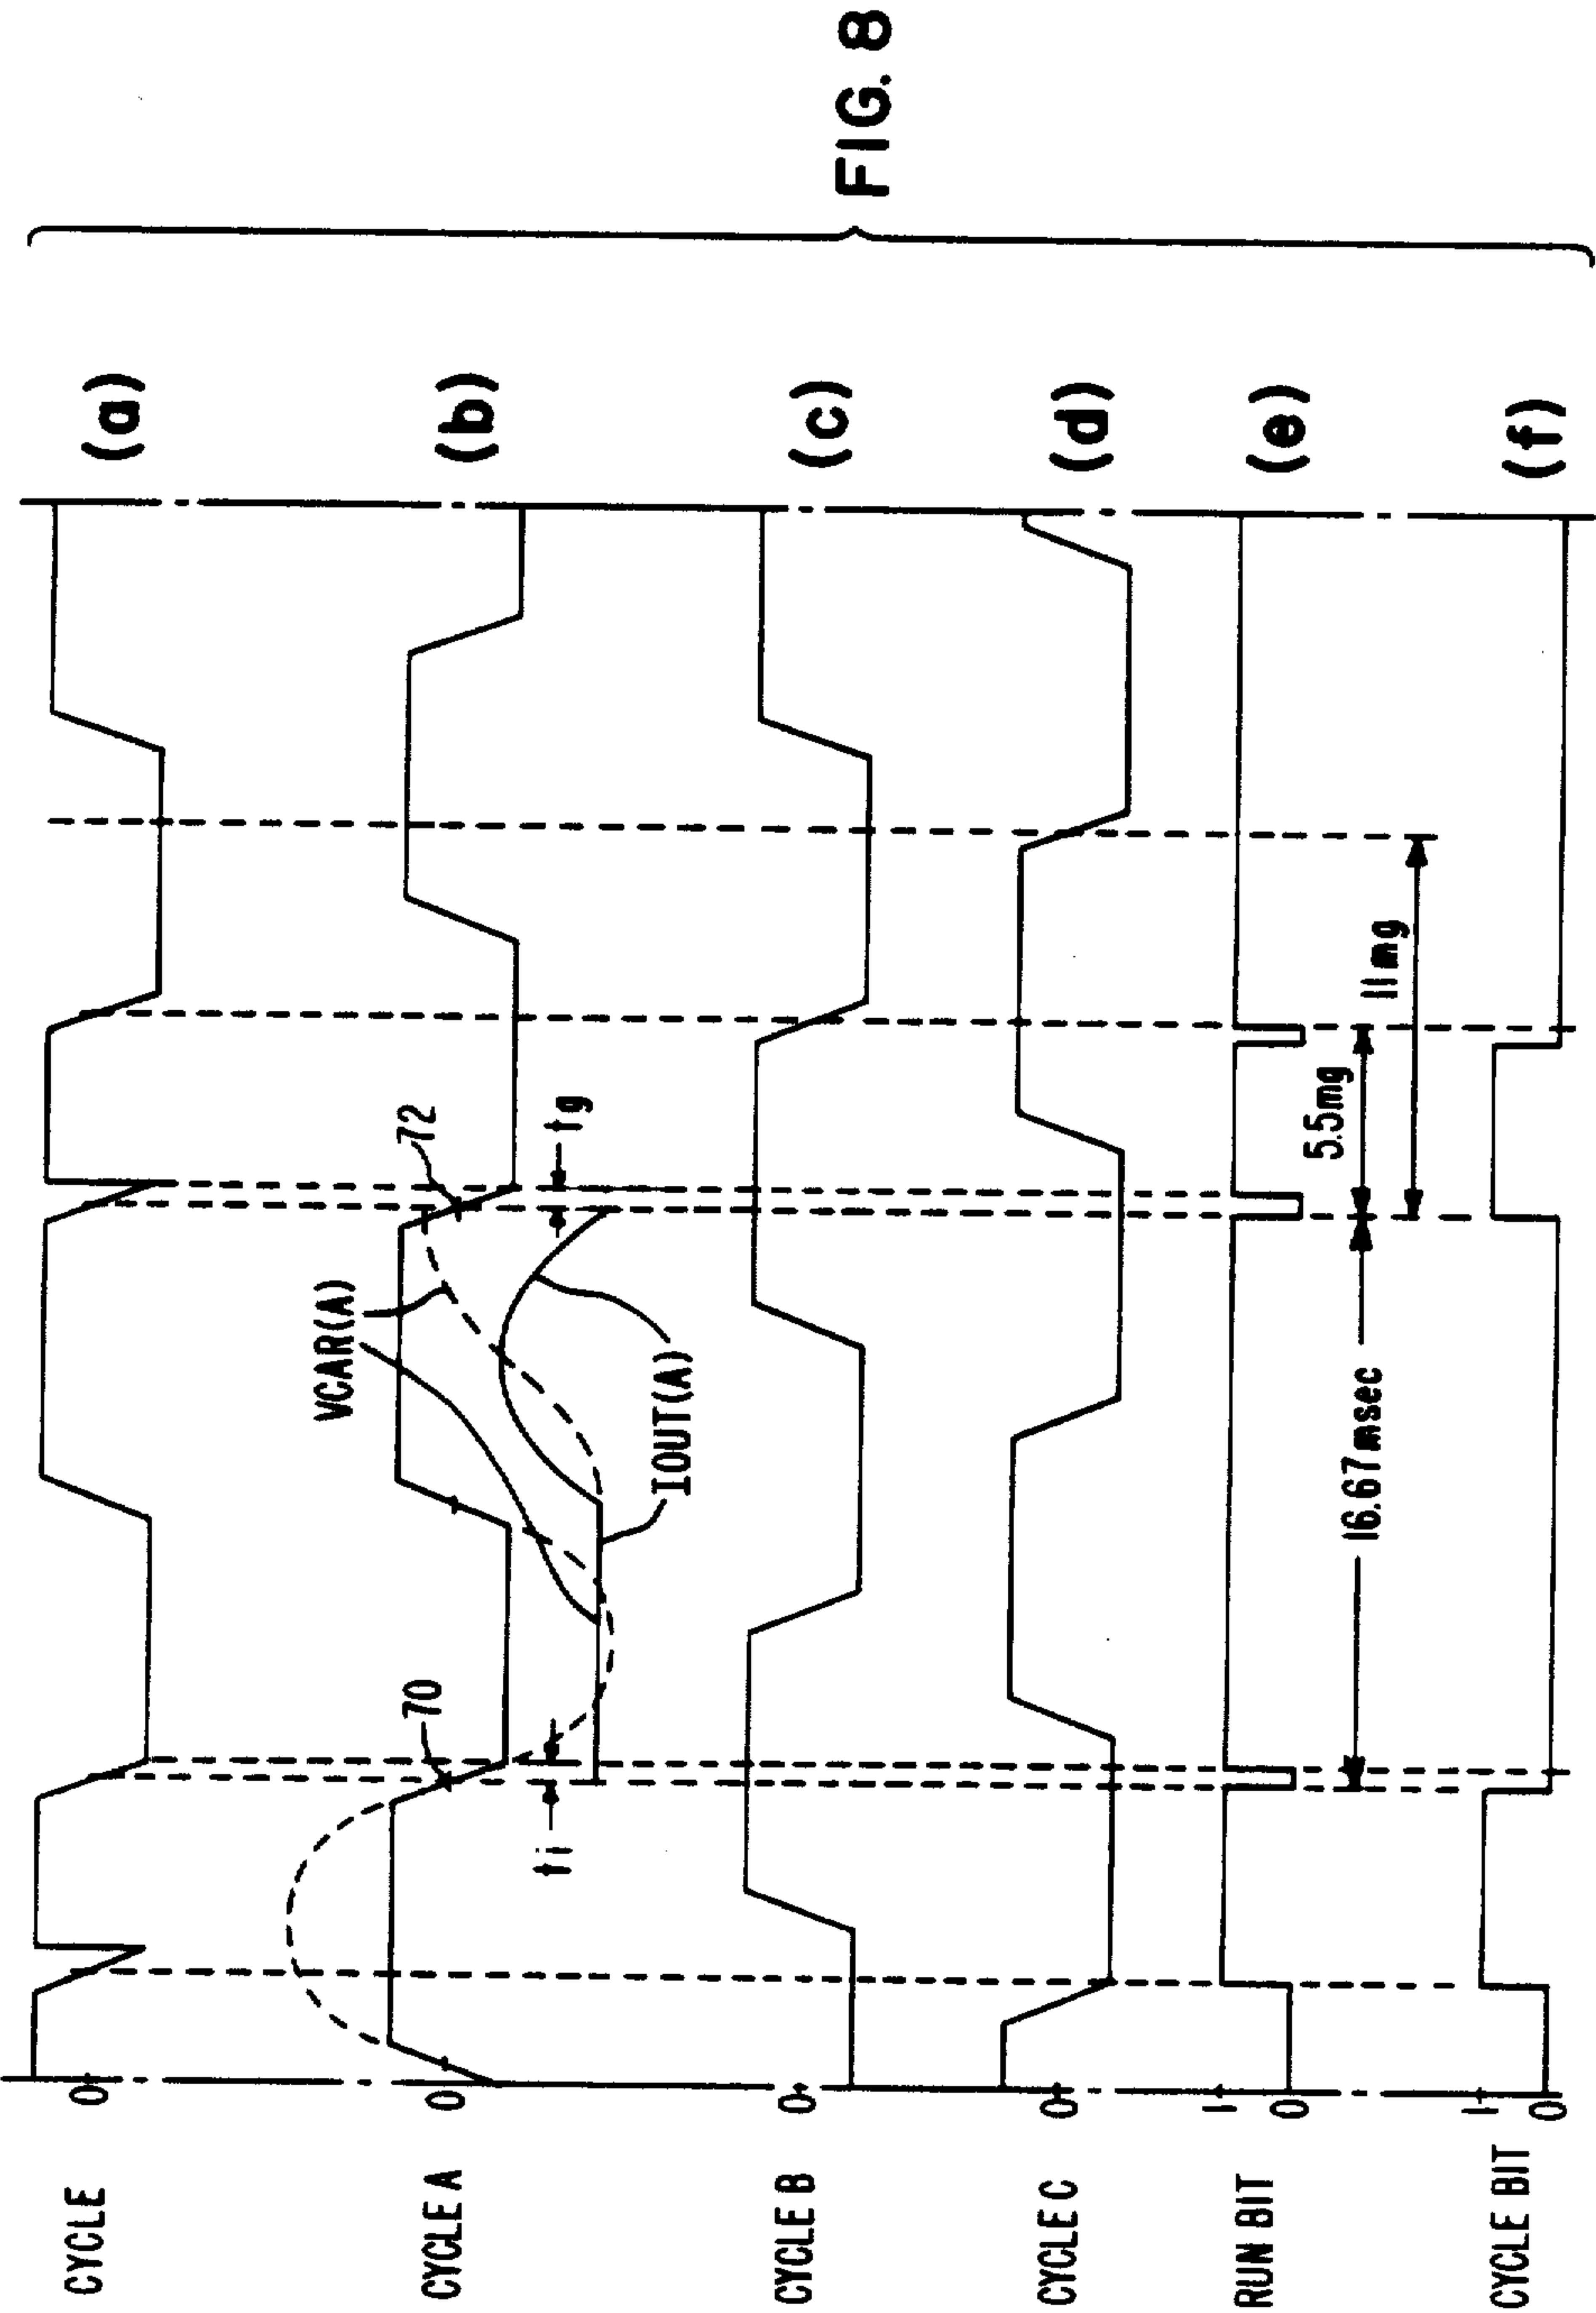 CYCLE
0
(a)
CYCLE A
0
70
72
VCAR(A)
IOUT(A)
ti
tg
(b)
CYCLE B
0
(c)
CYCLE C
0
(d)
RUN BIT
1
0
16.67msec
5.5mg
11mg
(e)
CYCLE BIT
1
0
(f)
FIG. 8